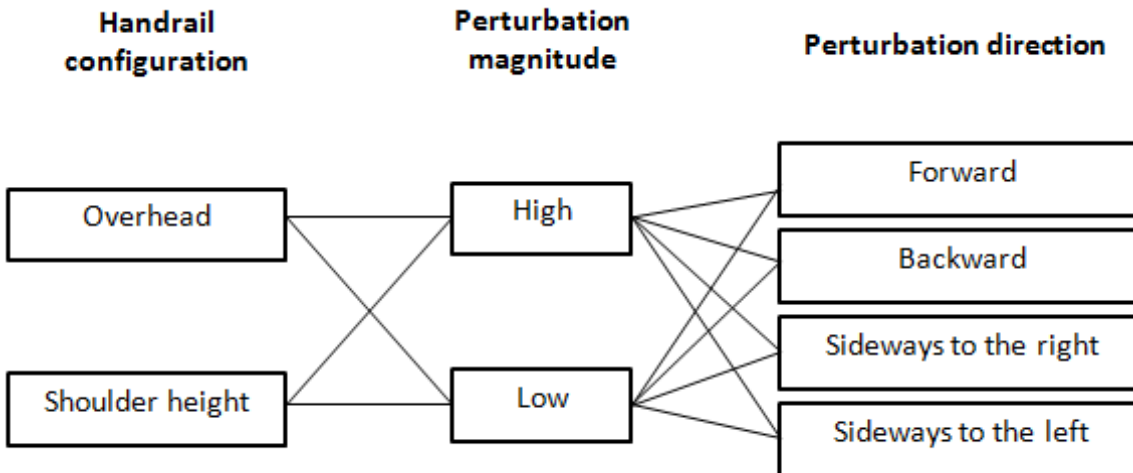 Handrail
configuration
Perturbation
magnitude
Perturbation direction
Overhead
Shoulder height
High
Low
Forward
Backward
Sideways to the right
Sideways to the left